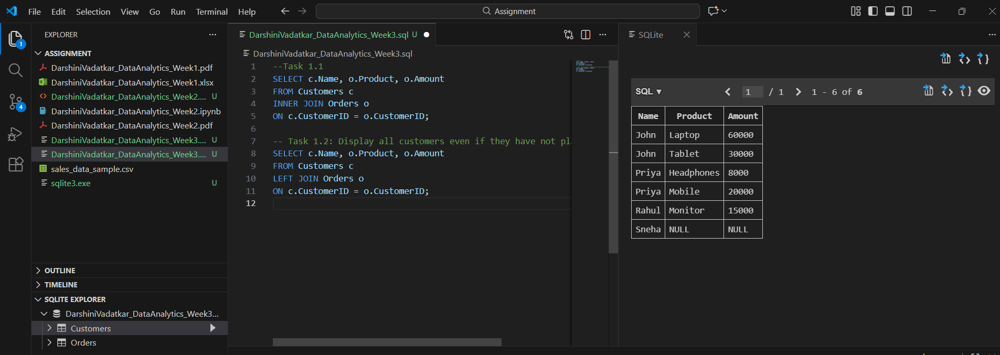 File Edit Selection View Go Run Terminal Help
Assignment
EXPLORER
ASSIGNMENT
DarshiniVadatkar_DataAnalytics_Week1.pdf
DarshiniVadatkar_DataAnalytics_Week1.xlsx
DarshiniVadatkar_DataAnalytics_Week2.... U
DarshiniVadatkar_DataAnalytics_Week2.ipynb
DarshiniVadatkar_DataAnalytics_Week2.pdf
DarshiniVadatkar_DataAnalytics_Week3.... U
DarshiniVadatkar_DataAnalytics_Week3.... U
sales_data_sample.csv
sqlite3.exe U
OUTLINE
TIMELINE
SQLITE EXPLORER
DarshiniVadatkar_DataAnalytics_Week3...
Customers
Orders
1
4
DarshiniVadatkar_DataAnalytics_Week3.sql U
DarshiniVadatkar_DataAnalytics_Week3.sql
1 --Task 1.1
2 SELECT c.Name, o.Product, o.Amount
3 FROM Customers c
4 INNER JOIN Orders o
5 ON c.CustomerID = o.CustomerID;
6
7 -- Task 1.2: Display all customers even if they have not pla
8 SELECT c.Name, o.Product, o.Amount
9 FROM Customers c
10 LEFT JOIN Orders o
11 ON c.CustomerID = o.CustomerID;
12
SQLite
SQL ▼ < 1 / 1 > 1 - 6 of 6
Name Product Amount
John Laptop 60000
John Tablet 30000
Priya Headphones 8000
Priya Mobile 20000
Rahul Monitor 15000
Sneha NULL NULL